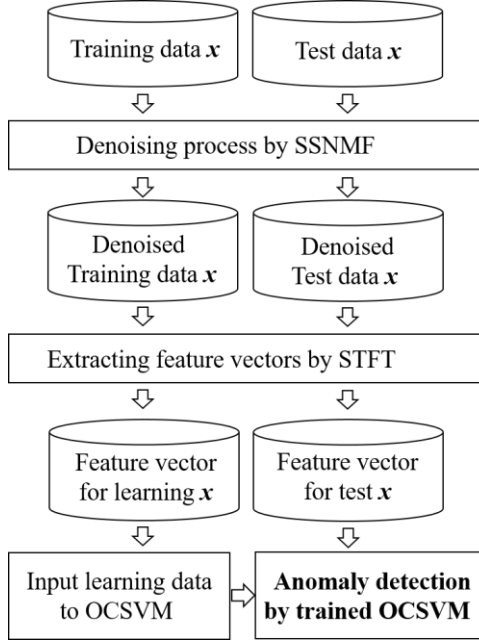 Training data x
Test data x
Denoising process by SSNMF
Denoised
Training data x
Denoised
Test data x
Extracting feature vectors by STFT
Feature vector
for learning x
Feature vector
for test x
Input learning data
to OCSVM
Anomaly detection
by trained OCSVM